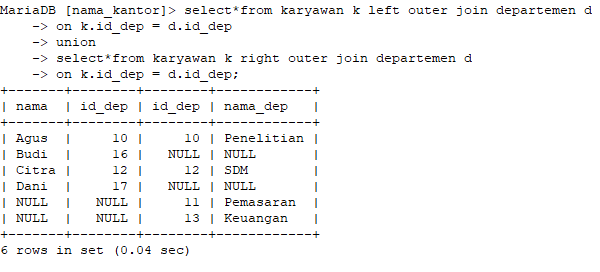 MariaDB [nama_kantor]> select*from karyawan k left outer join departemen d
    -> on k.id_dep = d.id_dep
    -> union
    -> select*from karyawan k right outer join departemen d
    -> on k.id_dep = d.id_dep;
+-------+--------+--------+------------+
| nama  | id_dep | id_dep | nama_dep   |
+-------+--------+--------+------------+
| Agus  |     10 |     10 | Penelitian |
| Budi  |     16 |   NULL | NULL       |
| Citra |     12 |     12 | SDM        |
| Dani  |     17 |   NULL | NULL       |
| NULL  |   NULL |     11 | Pemasaran  |
| NULL  |   NULL |     13 | Keuangan   |
+-------+--------+--------+------------+
6 rows in set (0.04 sec)